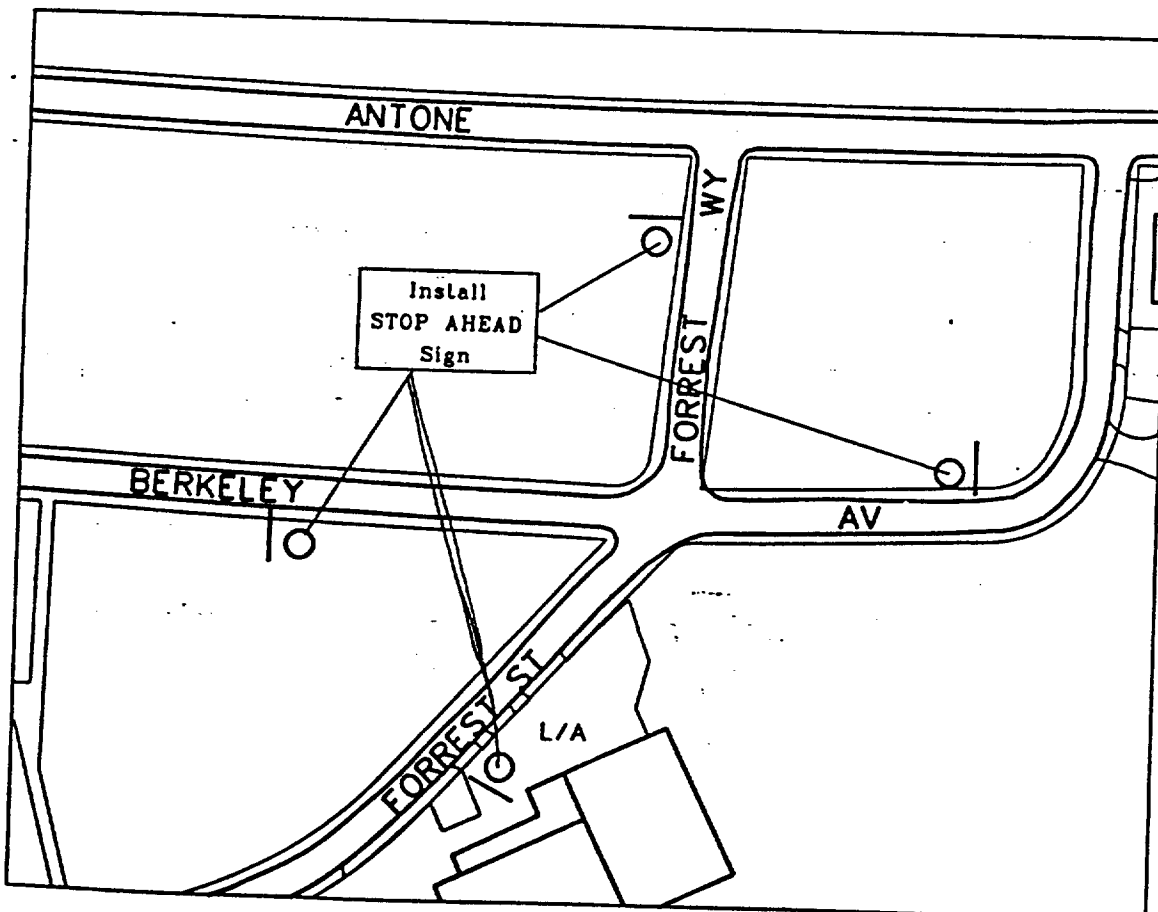 ANTONE
FORREST WY
Install
STOP AHEAD
Sign
BERKELEY
AV
FORREST ST
L/A